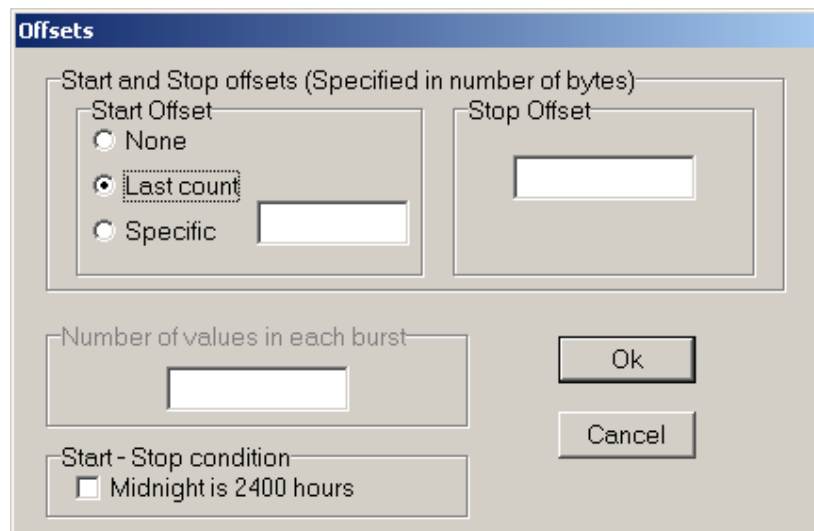 Offsets
Start and Stop offsets (Specified in number of bytes)
Start Offset
None
Last count
Specific
Stop Offset
Number of values in each burst
Ok
Cancel
Start - Stop condition
Midnight is 2400 hours